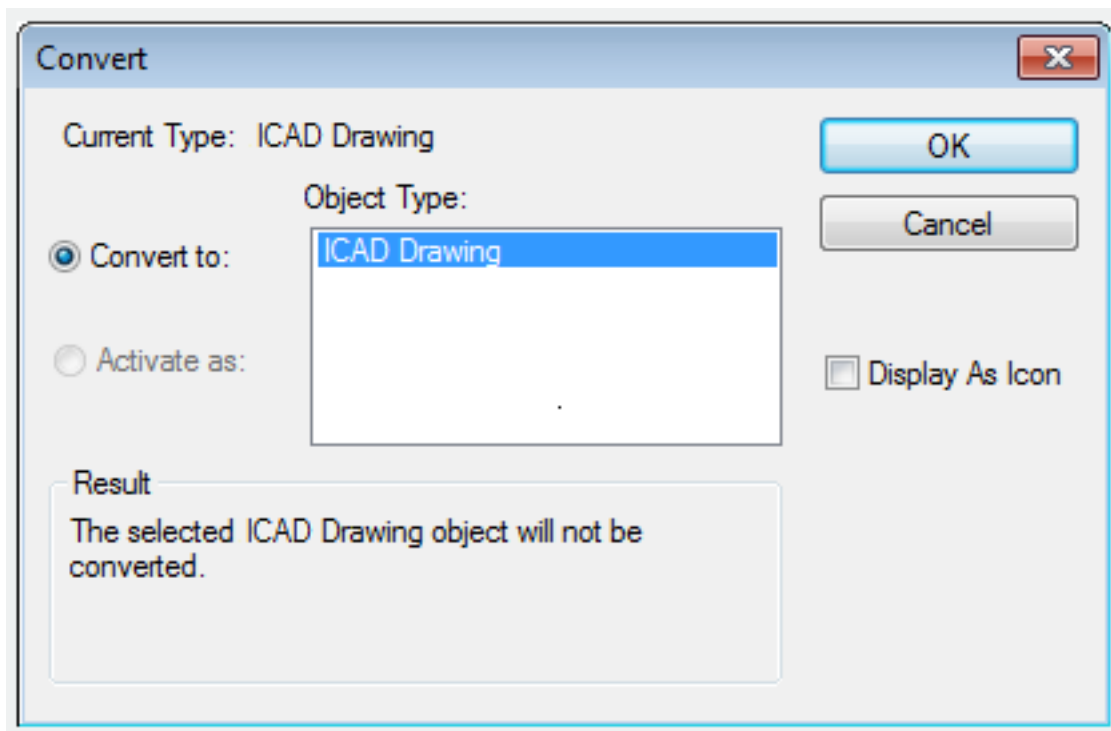 Convert
Current Type: ICAD Drawing
OK
Object Type:
Cancel
Convert to:
ICAD Drawing
Activate as:
Display As Icon
Result
The selected ICAD Drawing object will not be
converted.